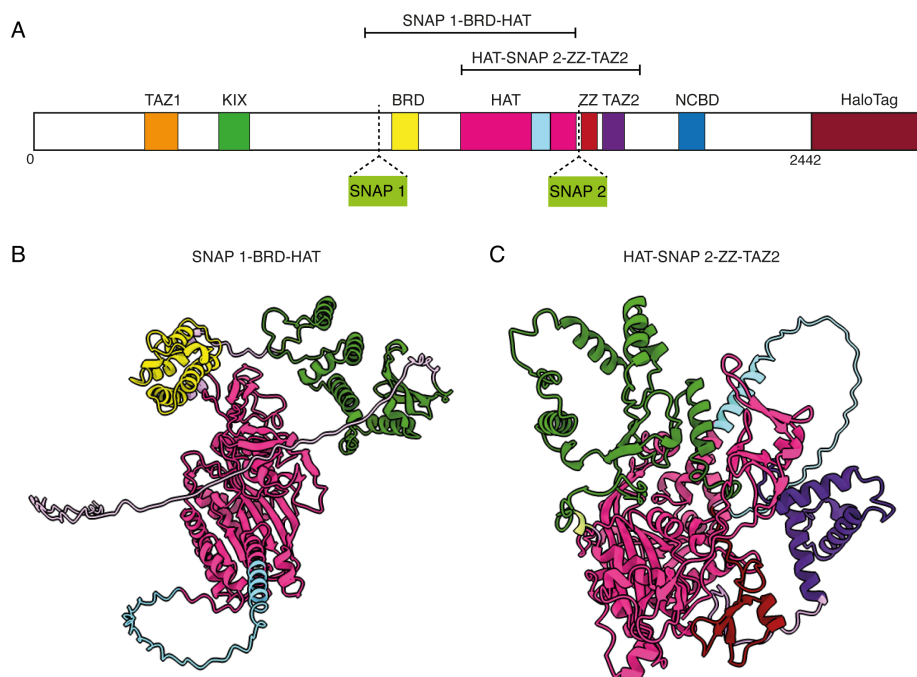 A
SNAP 1-BRD-HAT
HAT-SNAP 2-ZZ-TAZ2
TAZ1 KIX BRD HAT ZZ TAZ2 NCBD HaloTag
0 2442
SNAP 1 SNAP 2
B SNAP 1-BRD-HAT C HAT-SNAP 2-ZZ-TAZ2